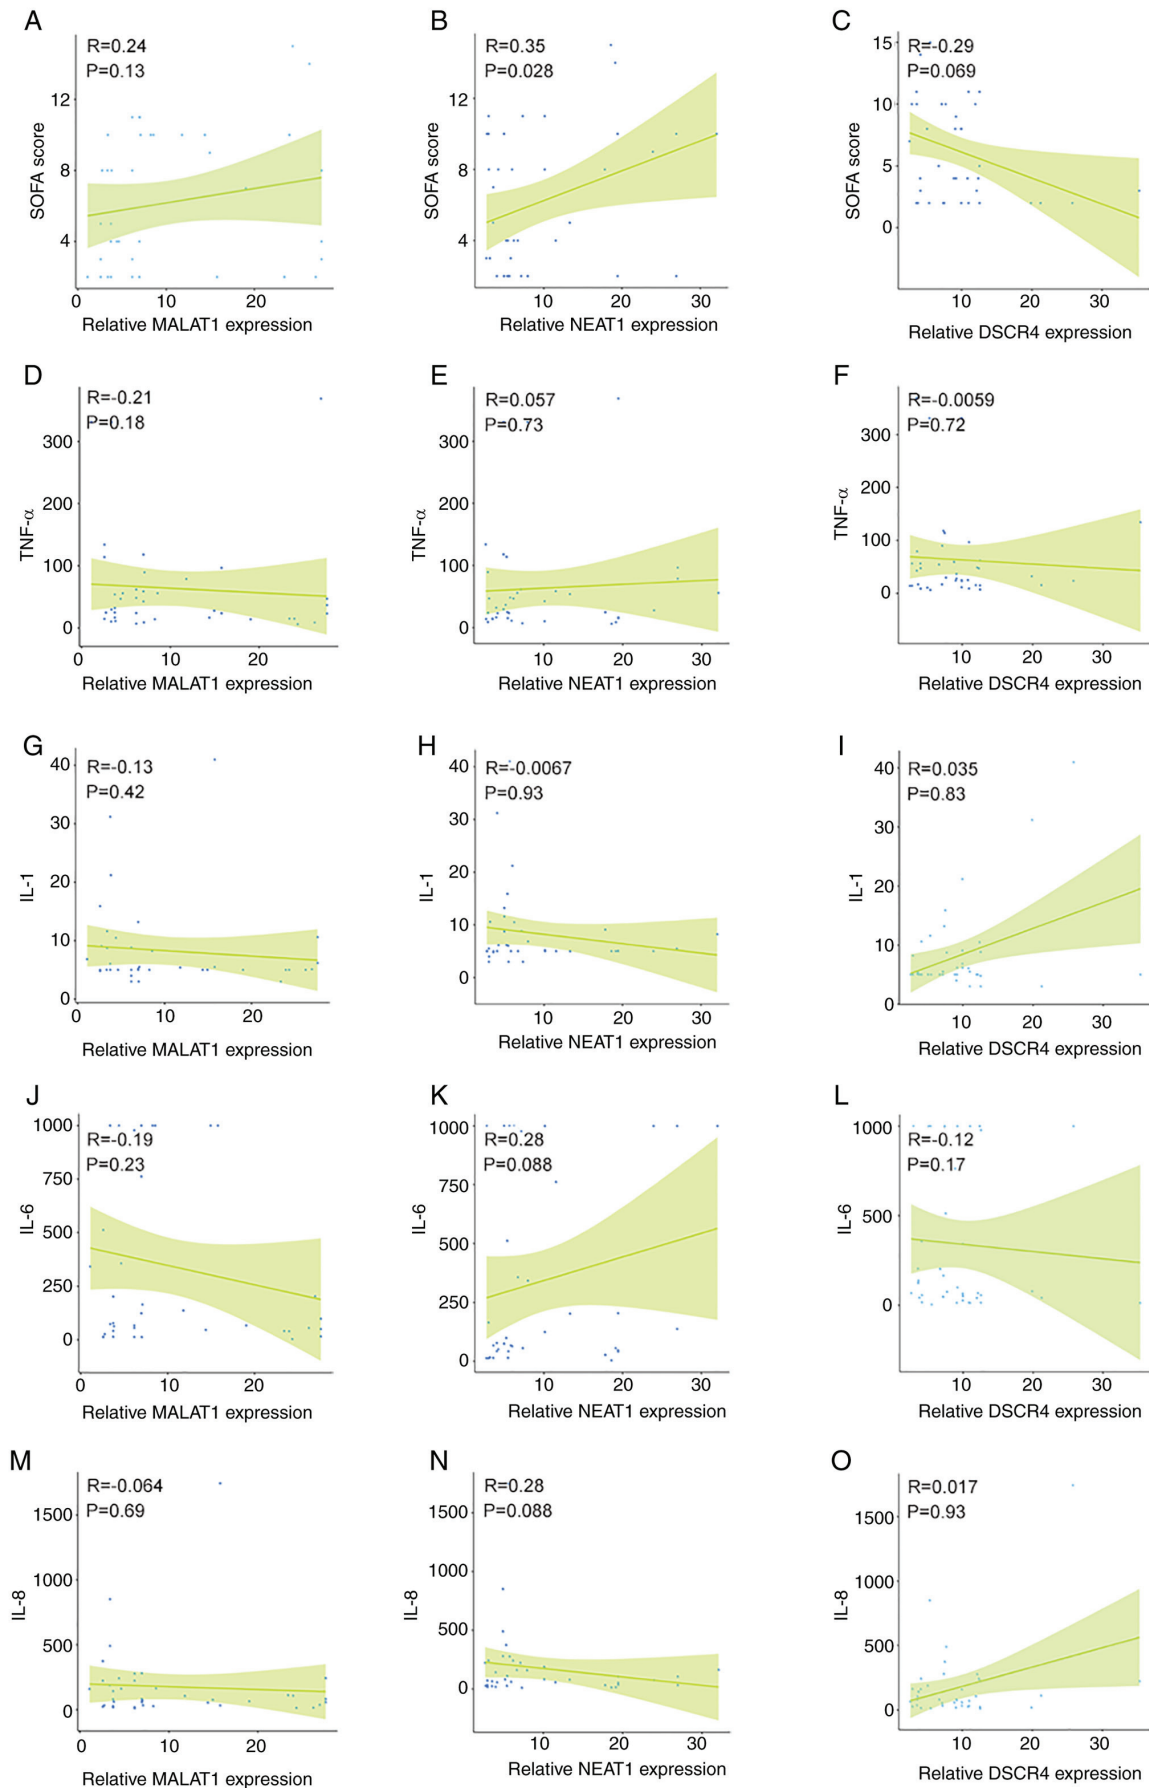 A
R=0.24
P=0.13
12
8
4
SOFA score
0 10 20
Relative MALAT1 expression
B
R=0.35
P=0.028
12
8
4
SOFA score
10 20 30
Relative NEAT1 expression
C
R=-0.29
P=0.069
15
10
5
0
SOFA score
10 20 30
Relative DSCR4 expression
D
R=-0.21
P=0.18
300
200
100
0
TNF-α
0 10 20
Relative MALAT1 expression
E
R=0.057
P=0.73
300
200
100
0
TNF-α
10 20 30
Relative NEAT1 expression
F
R=-0.0059
P=0.72
300
200
100
0
TNF-α
10 20 30
Relative DSCR4 expression
G
R=-0.13
P=0.42
40
30
20
10
0
IL-1
0 10 20
Relative MALAT1 expression
H
R=-0.0067
P=0.93
40
30
20
10
0
IL-1
10 20 30
Relative NEAT1 expression
I
R=0.035
P=0.83
40
30
20
10
0
IL-1
10 20 30
Relative DSCR4 expression
J
R=-0.19
P=0.23
1000
750
500
250
0
IL-6
0 10 20
Relative MALAT1 expression
K
R=0.28
P=0.088
1000
750
500
250
0
IL-6
10 20 30
Relative NEAT1 expression
L
R=-0.12
P=0.17
1000
500
0
IL-6
10 20 30
Relative DSCR4 expression
M
R=-0.064
P=0.69
1500
1000
500
0
IL-8
0 10 20
Relative MALAT1 expression
N
R=0.28
P=0.088
1500
1000
500
0
IL-8
10 20 30
Relative NEAT1 expression
O
R=0.017
P=0.93
1500
1000
500
0
IL-8
10 20 30
Relative DSCR4 expression